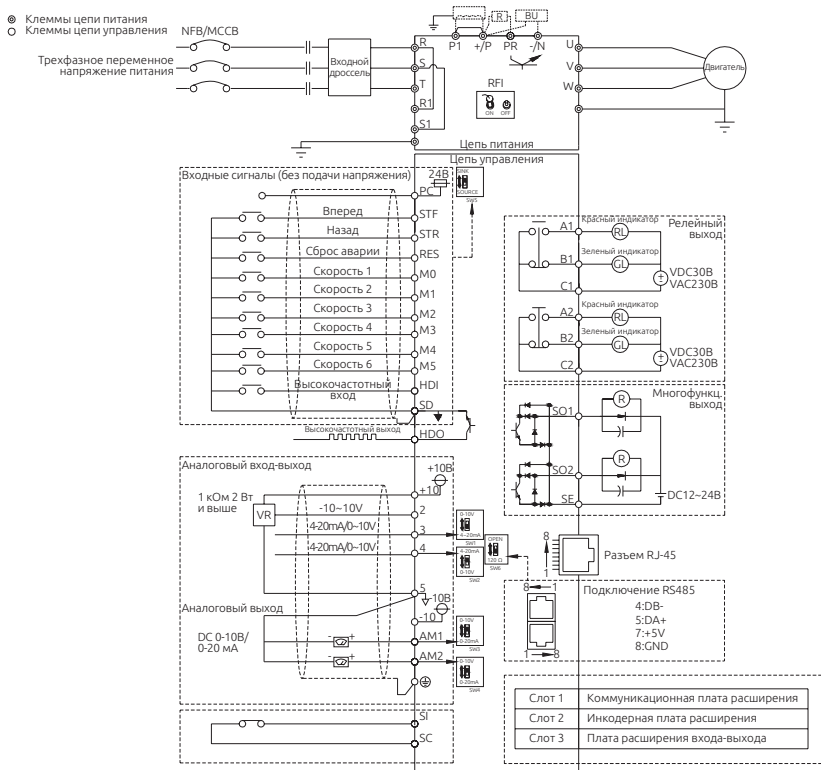 Клеммы цепи питания
Клеммы цепи управления
NFB/MCCB
Трехфазное переменное
напряжение питания
Входной
дроссель
R
S
T
R1
S1
P1
+/P
PR
-/N
R
BU
RFI
ON OFF
U
V
W
Двигатель
Цепь питания
Цепь управления
Входные сигналы (без подачи напряжения)
24В
PC
SINK
SOURCE
SW5
Вперед
STF
Назад
STR
Сброс аварии
RES
Скорость 1
M0
Скорость 2
M1
Скорость 3
M2
Скорость 4
M3
Скорость 5
M4
Скорость 6
M5
Высокочастотный
вход
HDI
SD
Высокочастотный выход
HDO
Релейный
выход
A1
Красный индикатор
RL
B1
Зеленый индикатор
GL
C1
VDC30В
VAC230В
A2
Красный индикатор
RL
B2
Зеленый индикатор
GL
C2
VDC30В
VAC230В
Многофункц.
выход
SO1
R
SO2
R
SE
DC12~24В
Аналоговый вход-выход
+10В
+10
1 кОм 2 Вт
и выше
VR
-10~10V
2
4-20mA/0~10V
3
4-20mA/0~10V
4
0-10V
4~20mA
SW1
4-20mA
0-10V
SW2
OPEN
120 Ω
SW6
5
-10В
-10
Аналоговый выход
DC 0-10В/
0-20 мА
- +
AM1
- +
AM2
0-10V
0-20mA
SW3
0-10V
0-20mA
SW4
8
1
Разъем RJ-45
Подключение RS485
8 1
1 8
4:DB-
5:DA+
7:+5V
8:GND
SI
SC
Слот 1 Коммуникационная плата расширения
Слот 2 Инкодерная плата расширения
Слот 3 Плата расширения входа-выхода